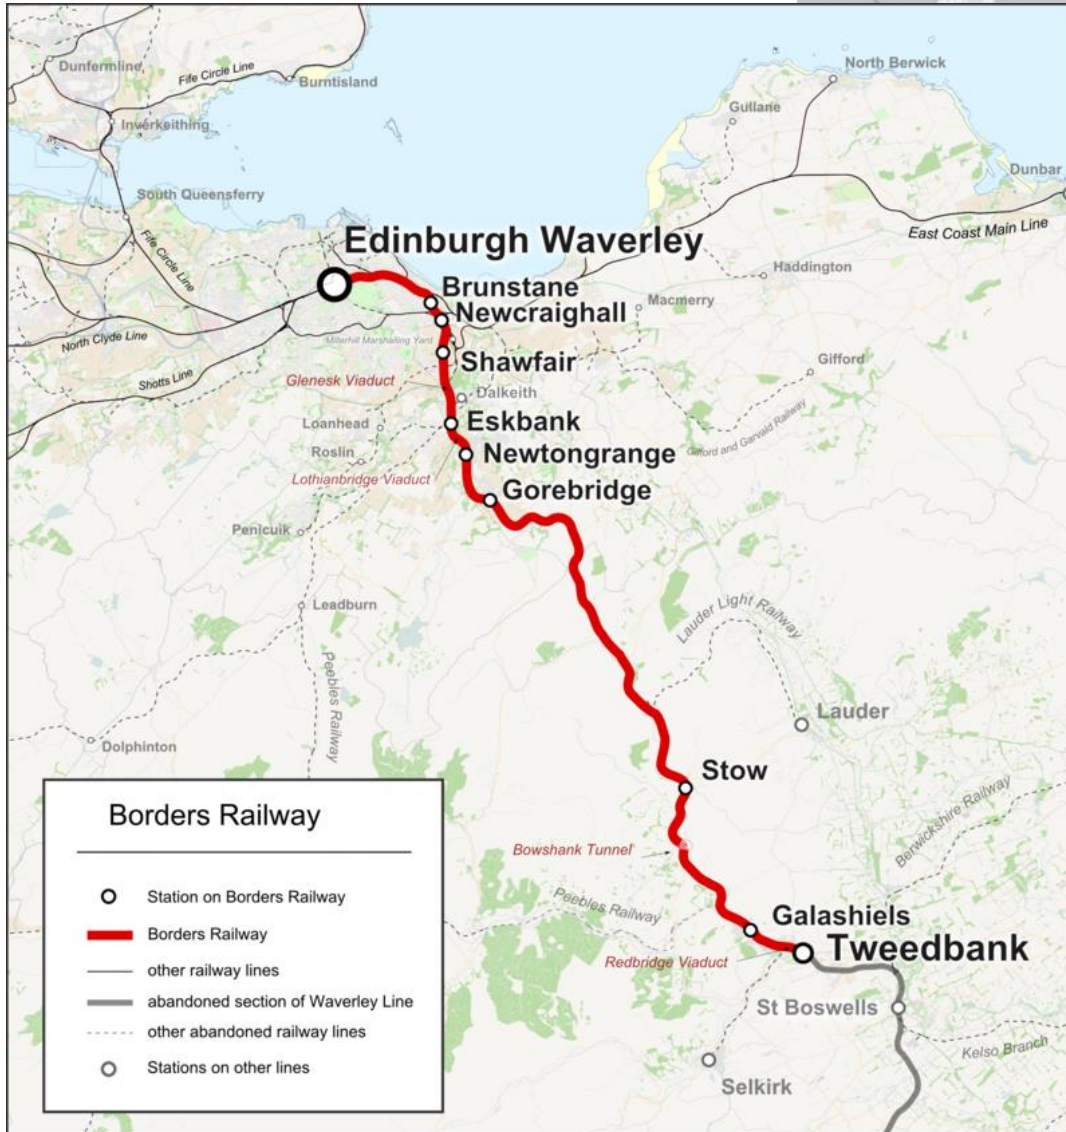 Dunfermline
Fife Circle Line
Burntisland
North Berwick
Gullane
Inverkeithing
Dunbar
South Queensferry
Fife Circle Line
East Coast Main Line
Edinburgh Waverley
Haddington
Brunstane
Macmerry
Newcraighall
North Clyde Line
Millerhill Marshalling Yard
Shawfair
Gifford
Shotts Line
Glenesk Viaduct
Dalkeith
Loanhead
Eskbank
Gifford and Garvald Railway
Roslin
Newtongrange
Lothianbridge Viaduct
Gorebridge
Penicuik
Leadburn
Lauder Light Railway
Peebles Railway
Lauder
Dolphinton
Stow
Berwickshire Railway
Bowshank Tunnel
Peebles Railway
Galashiels
Tweedbank
Redbridge Viaduct
St Boswells
Kelso Branch
Selkirk
Borders Railway
Station on Borders Railway
Borders Railway
other railway lines
abandoned section of Waverley Line
other abandoned railway lines
Stations on other lines